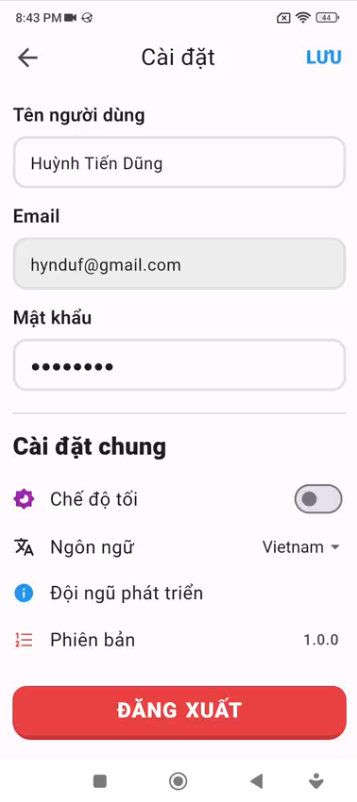 8:43 PM
44
Cài đặt
LƯU
Tên người dùng
Huỳnh Tiến Dũng
Email
hynduf@gmail.com
Mật khẩu
••••••••
Cài đặt chung
Chế độ tối
Ngôn ngữ
Vietnam
Đội ngũ phát triển
Phiên bản
1.0.0
ĐĂNG XUẤT